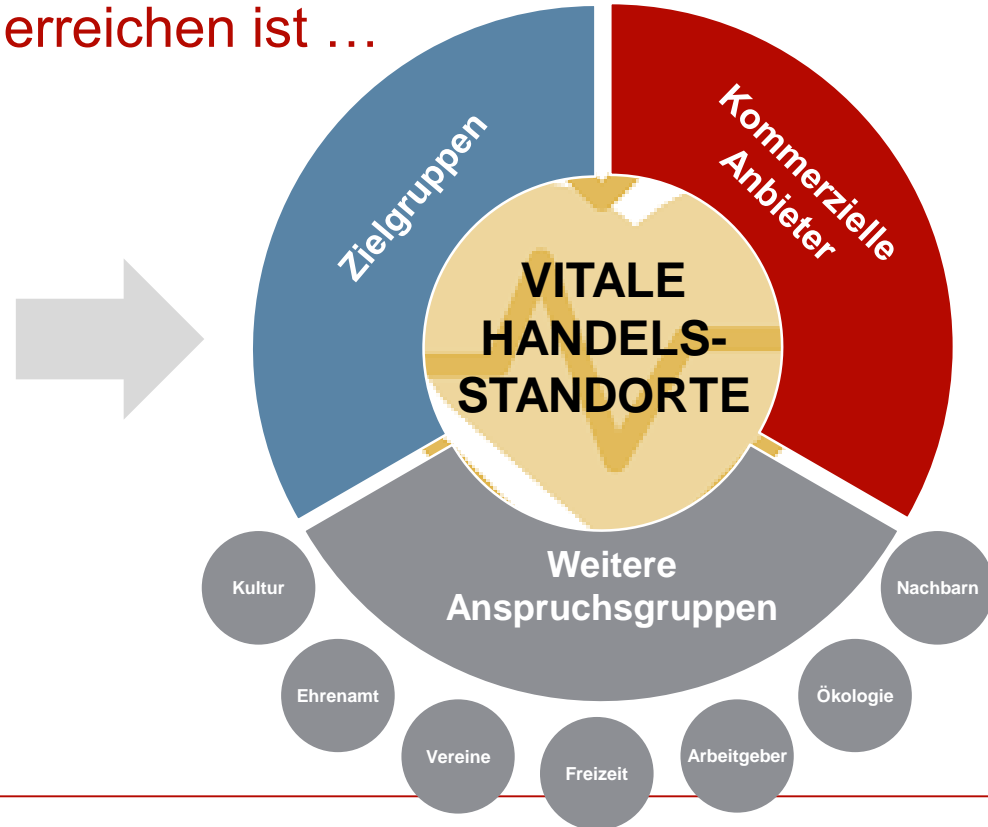 erreichen ist …
Zielgruppen
Kommerzielle
Anbieter
VITALE
HANDELS-
STANDORTE
Weitere
Anspruchsgruppen
Kultur
Ehrenamt
Vereine
Freizeit
Arbeitgeber
Ökologie
Nachbarn